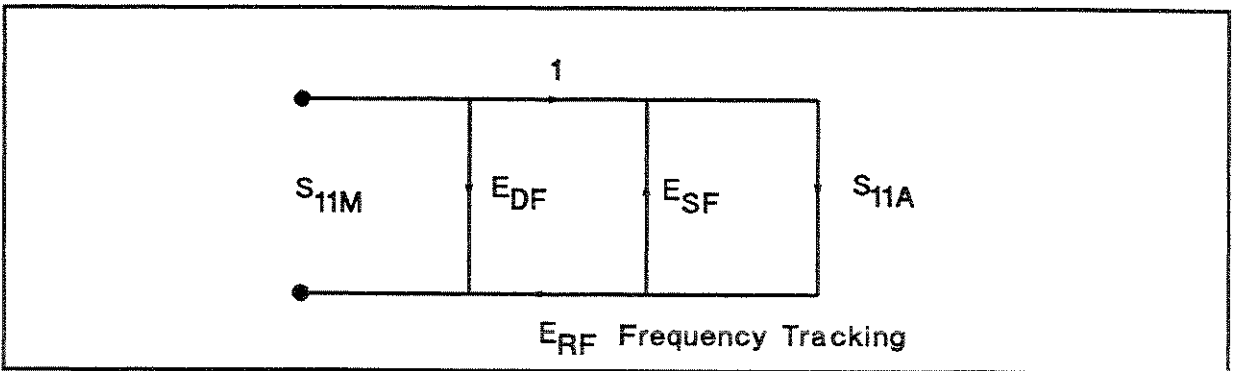 1
S11M
EDF
ESF
S11A
ERF Frequency Tracking